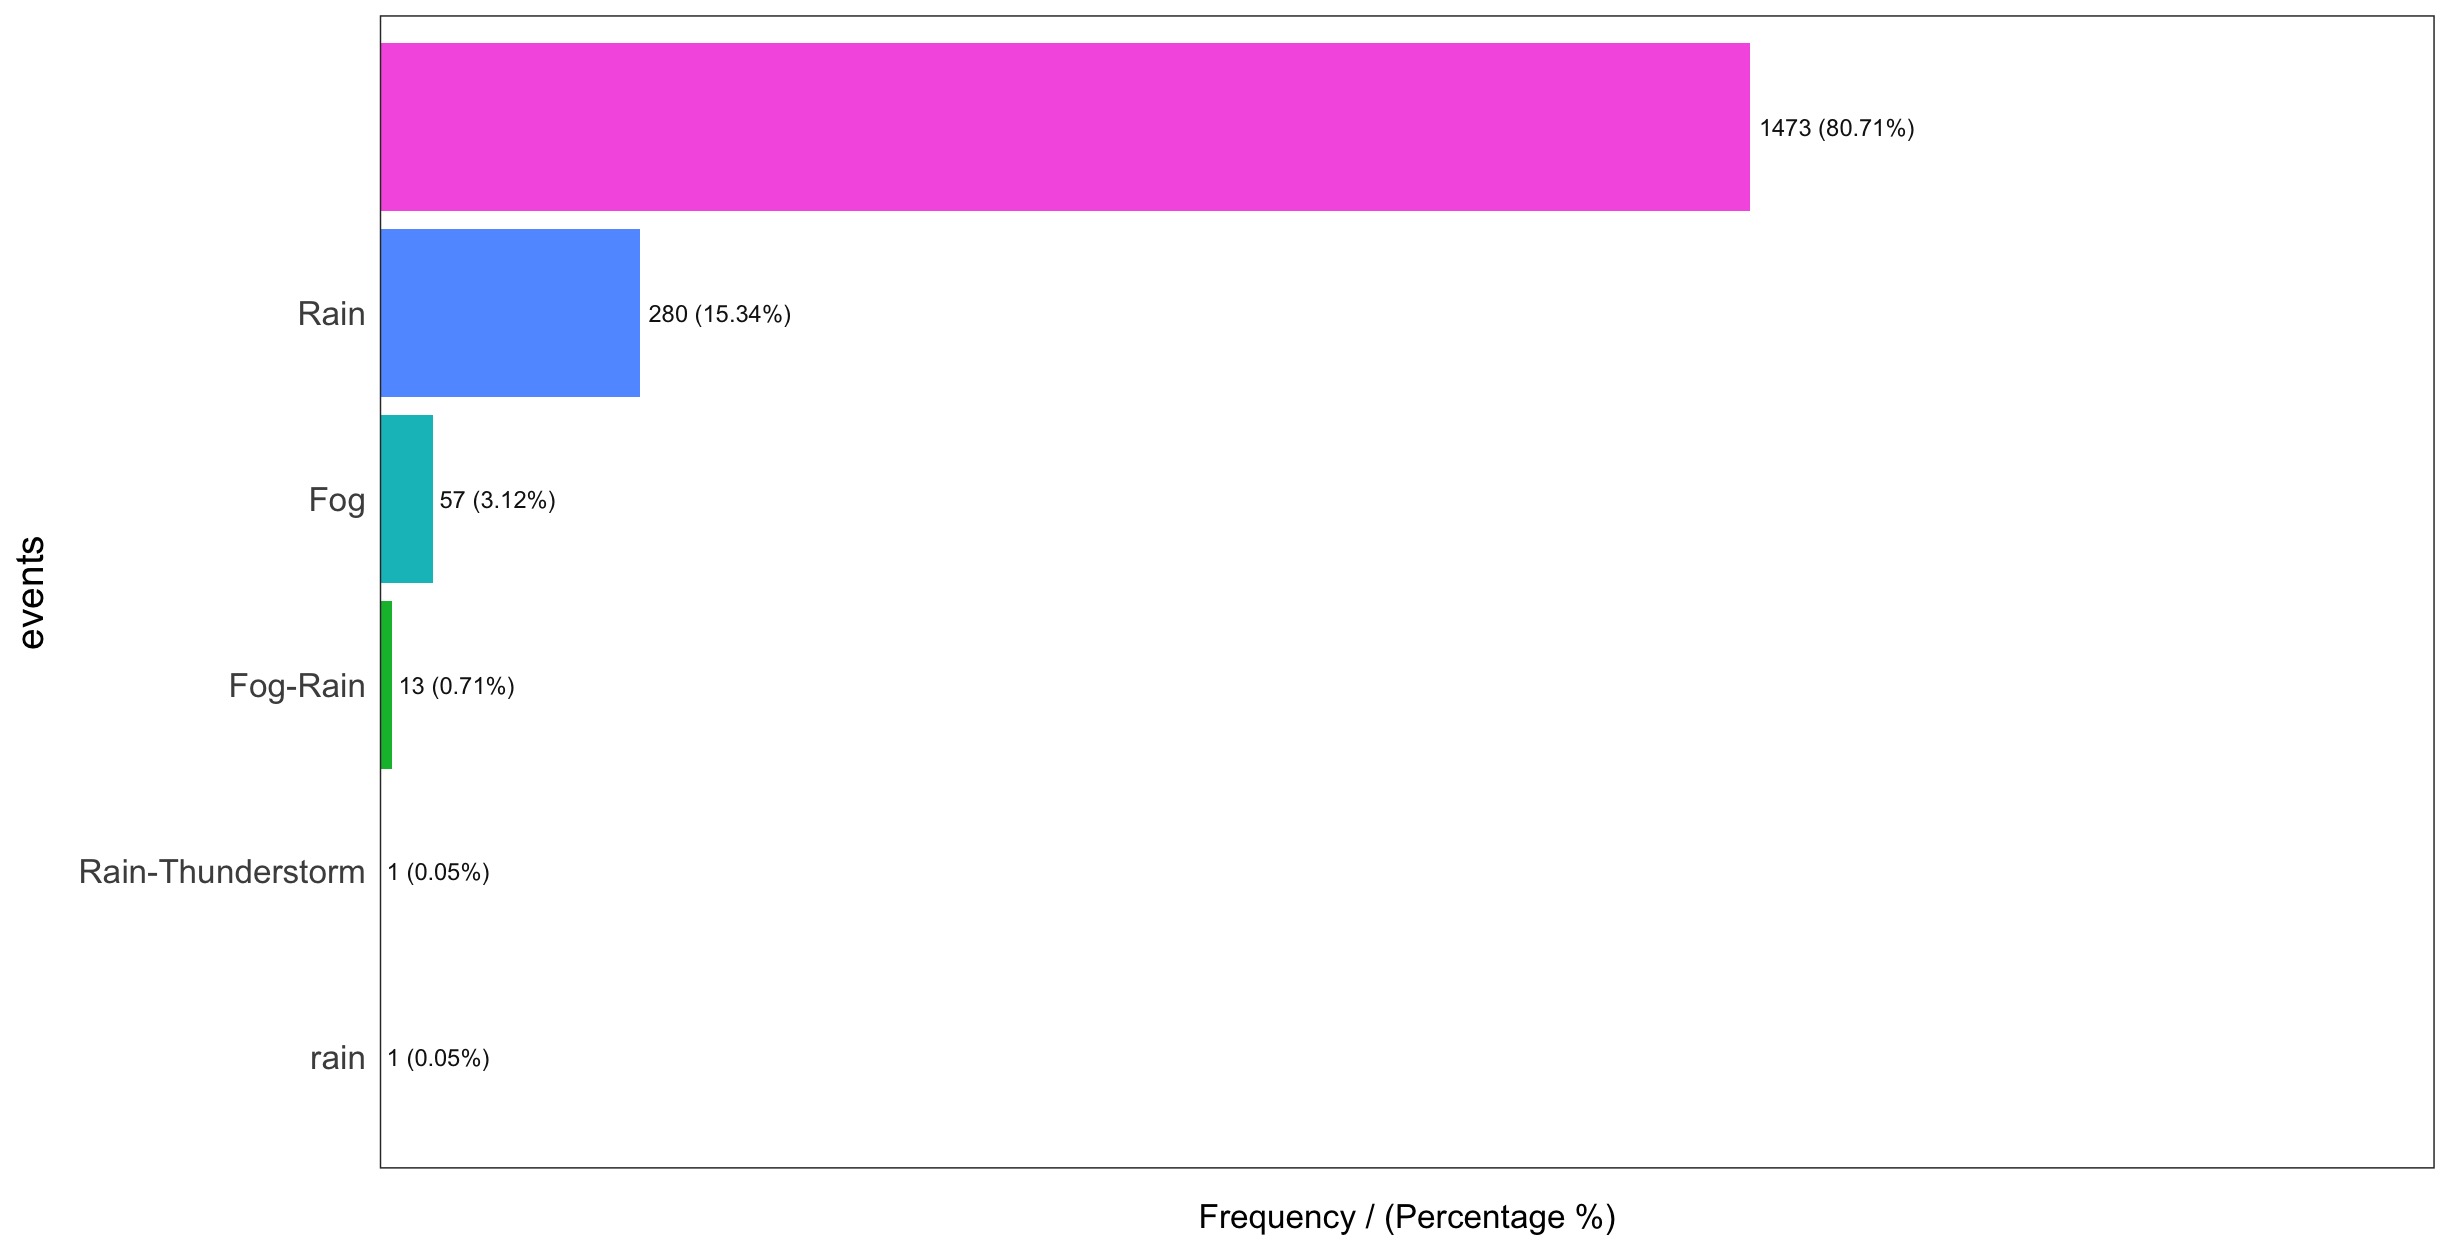 1473 (80.71%)
Rain 280 (15.34%)
Fog 57 (3.12%)
events
Fog-Rain 13 (0.71%)
Rain-Thunderstorm 1 (0.05%)
rain 1 (0.05%)
Frequency / (Percentage %)